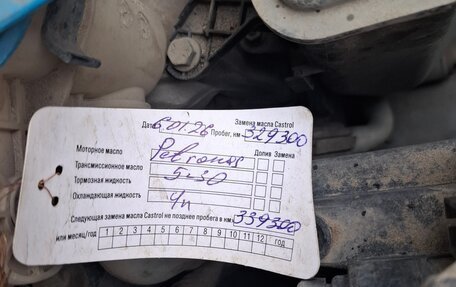 Замена масла Castrol
Дата 6.01.26 Пробег, км 329300
Долив Замена
Моторное масло
Трансмиссионное масло
Тормозная жидкость 5-30
Охлаждающая жидкость 4л
Следующая замена масла Castrol не позднее пробега в км 339300
или месяц/год 1 2 3 4 5 6 7 8 9 10 11 12 год